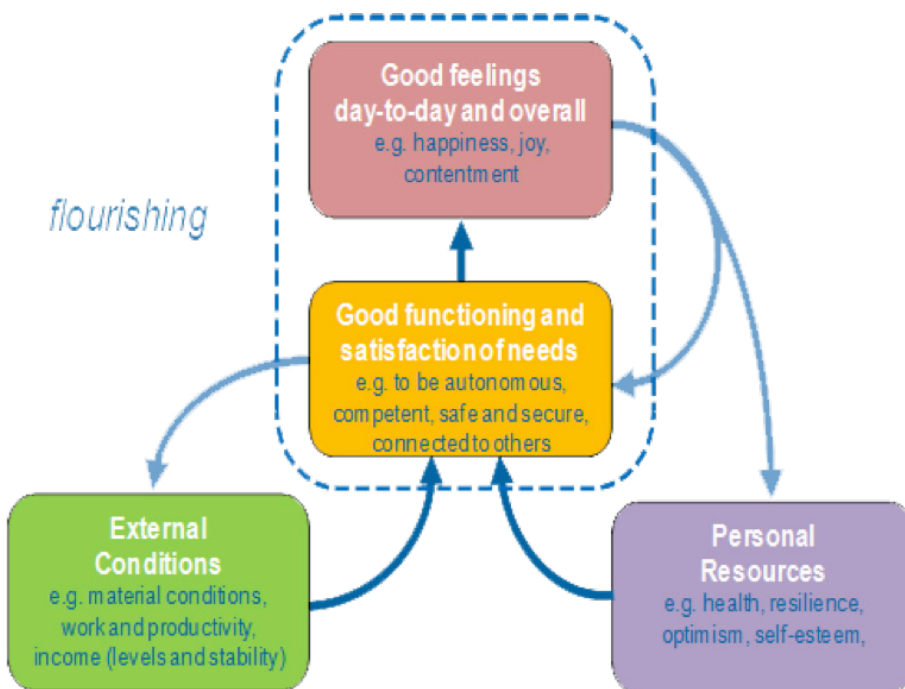 Good feelings
day-to-day and overall
e.g. happiness, joy,
contentment
flourishing
Good functioning and
satisfaction of needs
e.g. to be autonomous,
competent, safe and secure,
connected to others
External
Conditions
e.g. material conditions,
work and productivity,
income (levels and stability)
Personal
Resources
e.g. health, resilience,
optimism, self-esteem,